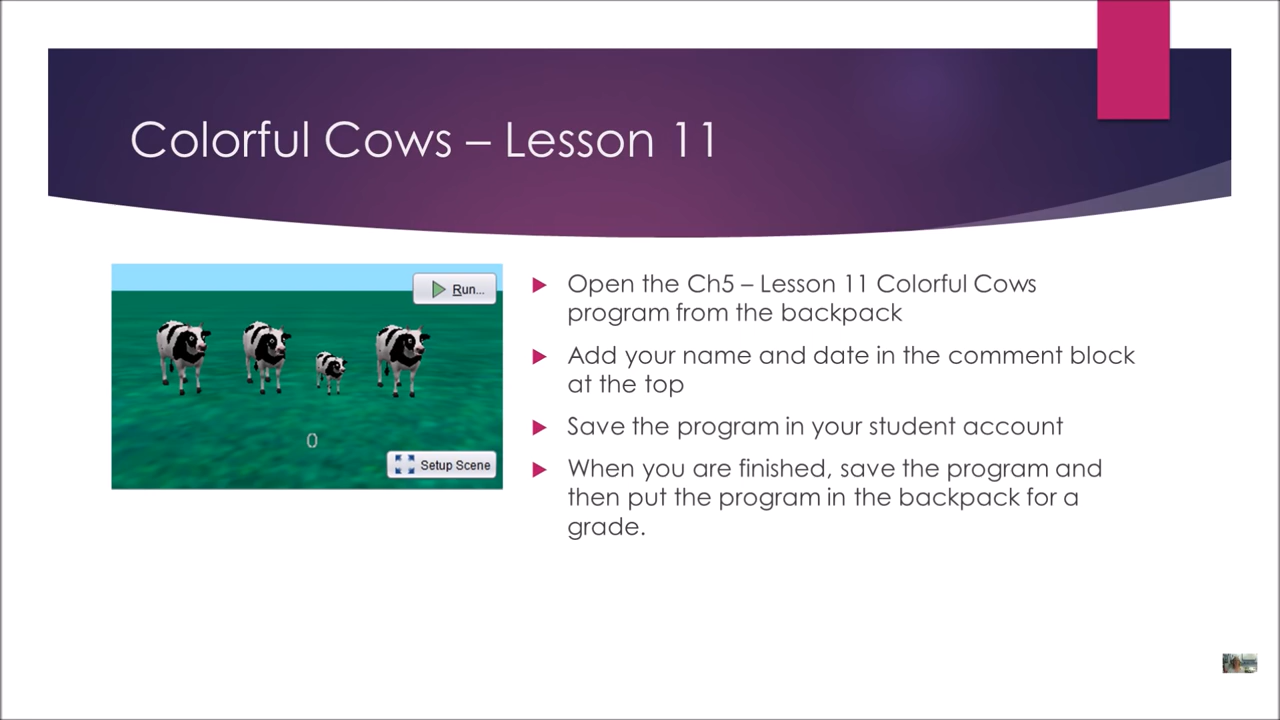 Colorful Cows – Lesson 11
Run...
0
Setup Scene
Open the Ch5 – Lesson 11 Colorful Cows
program from the backpack
Add your name and date in the comment block
at the top
Save the program in your student account
When you are finished, save the program and
then put the program in the backpack for a
grade.